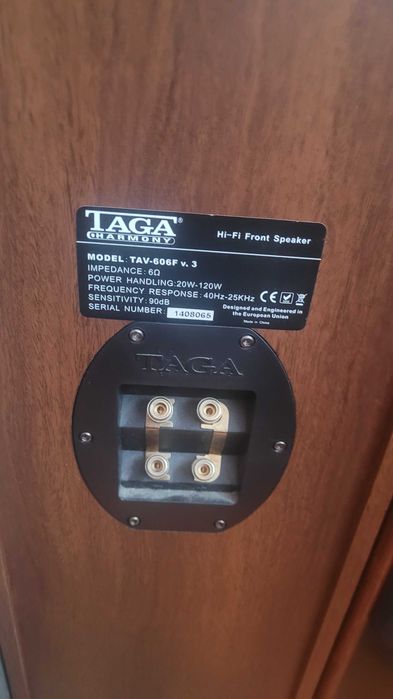 TAGA®
HARMONY
Hi-Fi Front Speaker
MODEL: TAV-606F v. 3
IMPEDANCE: 6Ω
POWER HANDLING: 20W-120W
FREQUENCY RESPONSE: 40Hz-25KHz
SENSITIVITY: 90dB
SERIAL NUMBER: 1408065
CE
Designed and Engineered in
the European Union
Made in China
TAGA